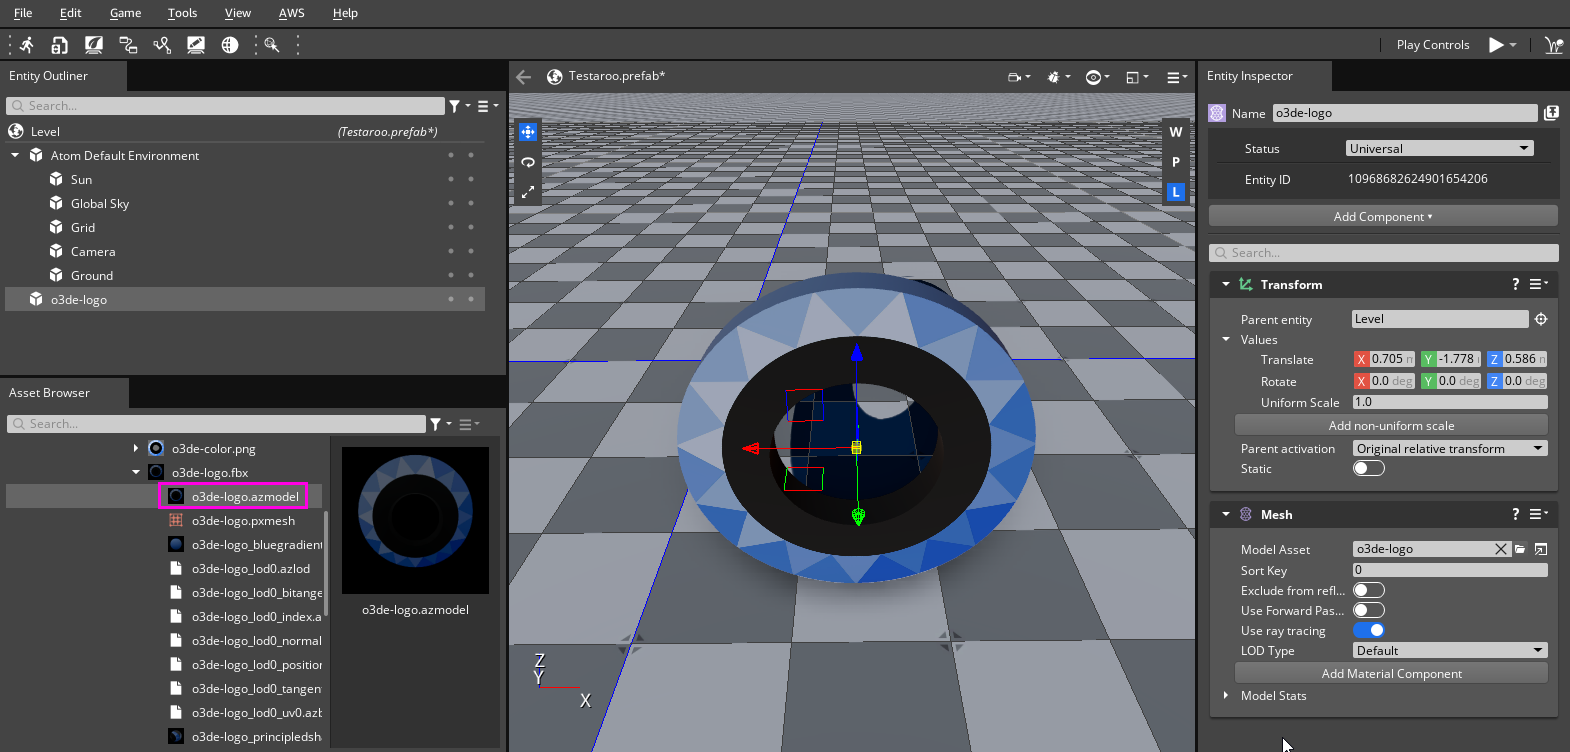 File Edit Game Tools View AWS Help
Play Controls
Entity Outliner
Search...
Level (Testaroo.prefab*)
Atom Default Environment
Sun
Global Sky
Grid
Camera
Ground
o3de-logo
Asset Browser
Search...
o3de-color.png
o3de-logo.fbx
o3de-logo.azmodel
o3de-logo.pxmesh
o3de-logo_bluegradient
o3de-logo_lod0.azlod
o3de-logo_lod0_bitange
o3de-logo_lod0_index.a
o3de-logo_lod0_normal
o3de-logo_lod0_position
o3de-logo_lod0_tangen
o3de-logo_lod0_uv0.azb
o3de-logo_principledsh
o3de-logo.azmodel
Testaroo.prefab*
W
P
L
Z
Y
X
Entity Inspector
Name o3de-logo
Status Universal
Entity ID 10968682624901654206
Add Component
Search...
Transform ?
Parent entity Level
Values
Translate X 0.705 Y -1.778 Z 0.586
Rotate X 0.0 deg Y 0.0 deg Z 0.0 deg
Uniform Scale 1.0
Add non-uniform scale
Parent activation Original relative transform
Static
Mesh ?
Model Asset o3de-logo
Sort Key 0
Exclude from refl...
Use Forward Pas...
Use ray tracing
LOD Type Default
Add Material Component
Model Stats